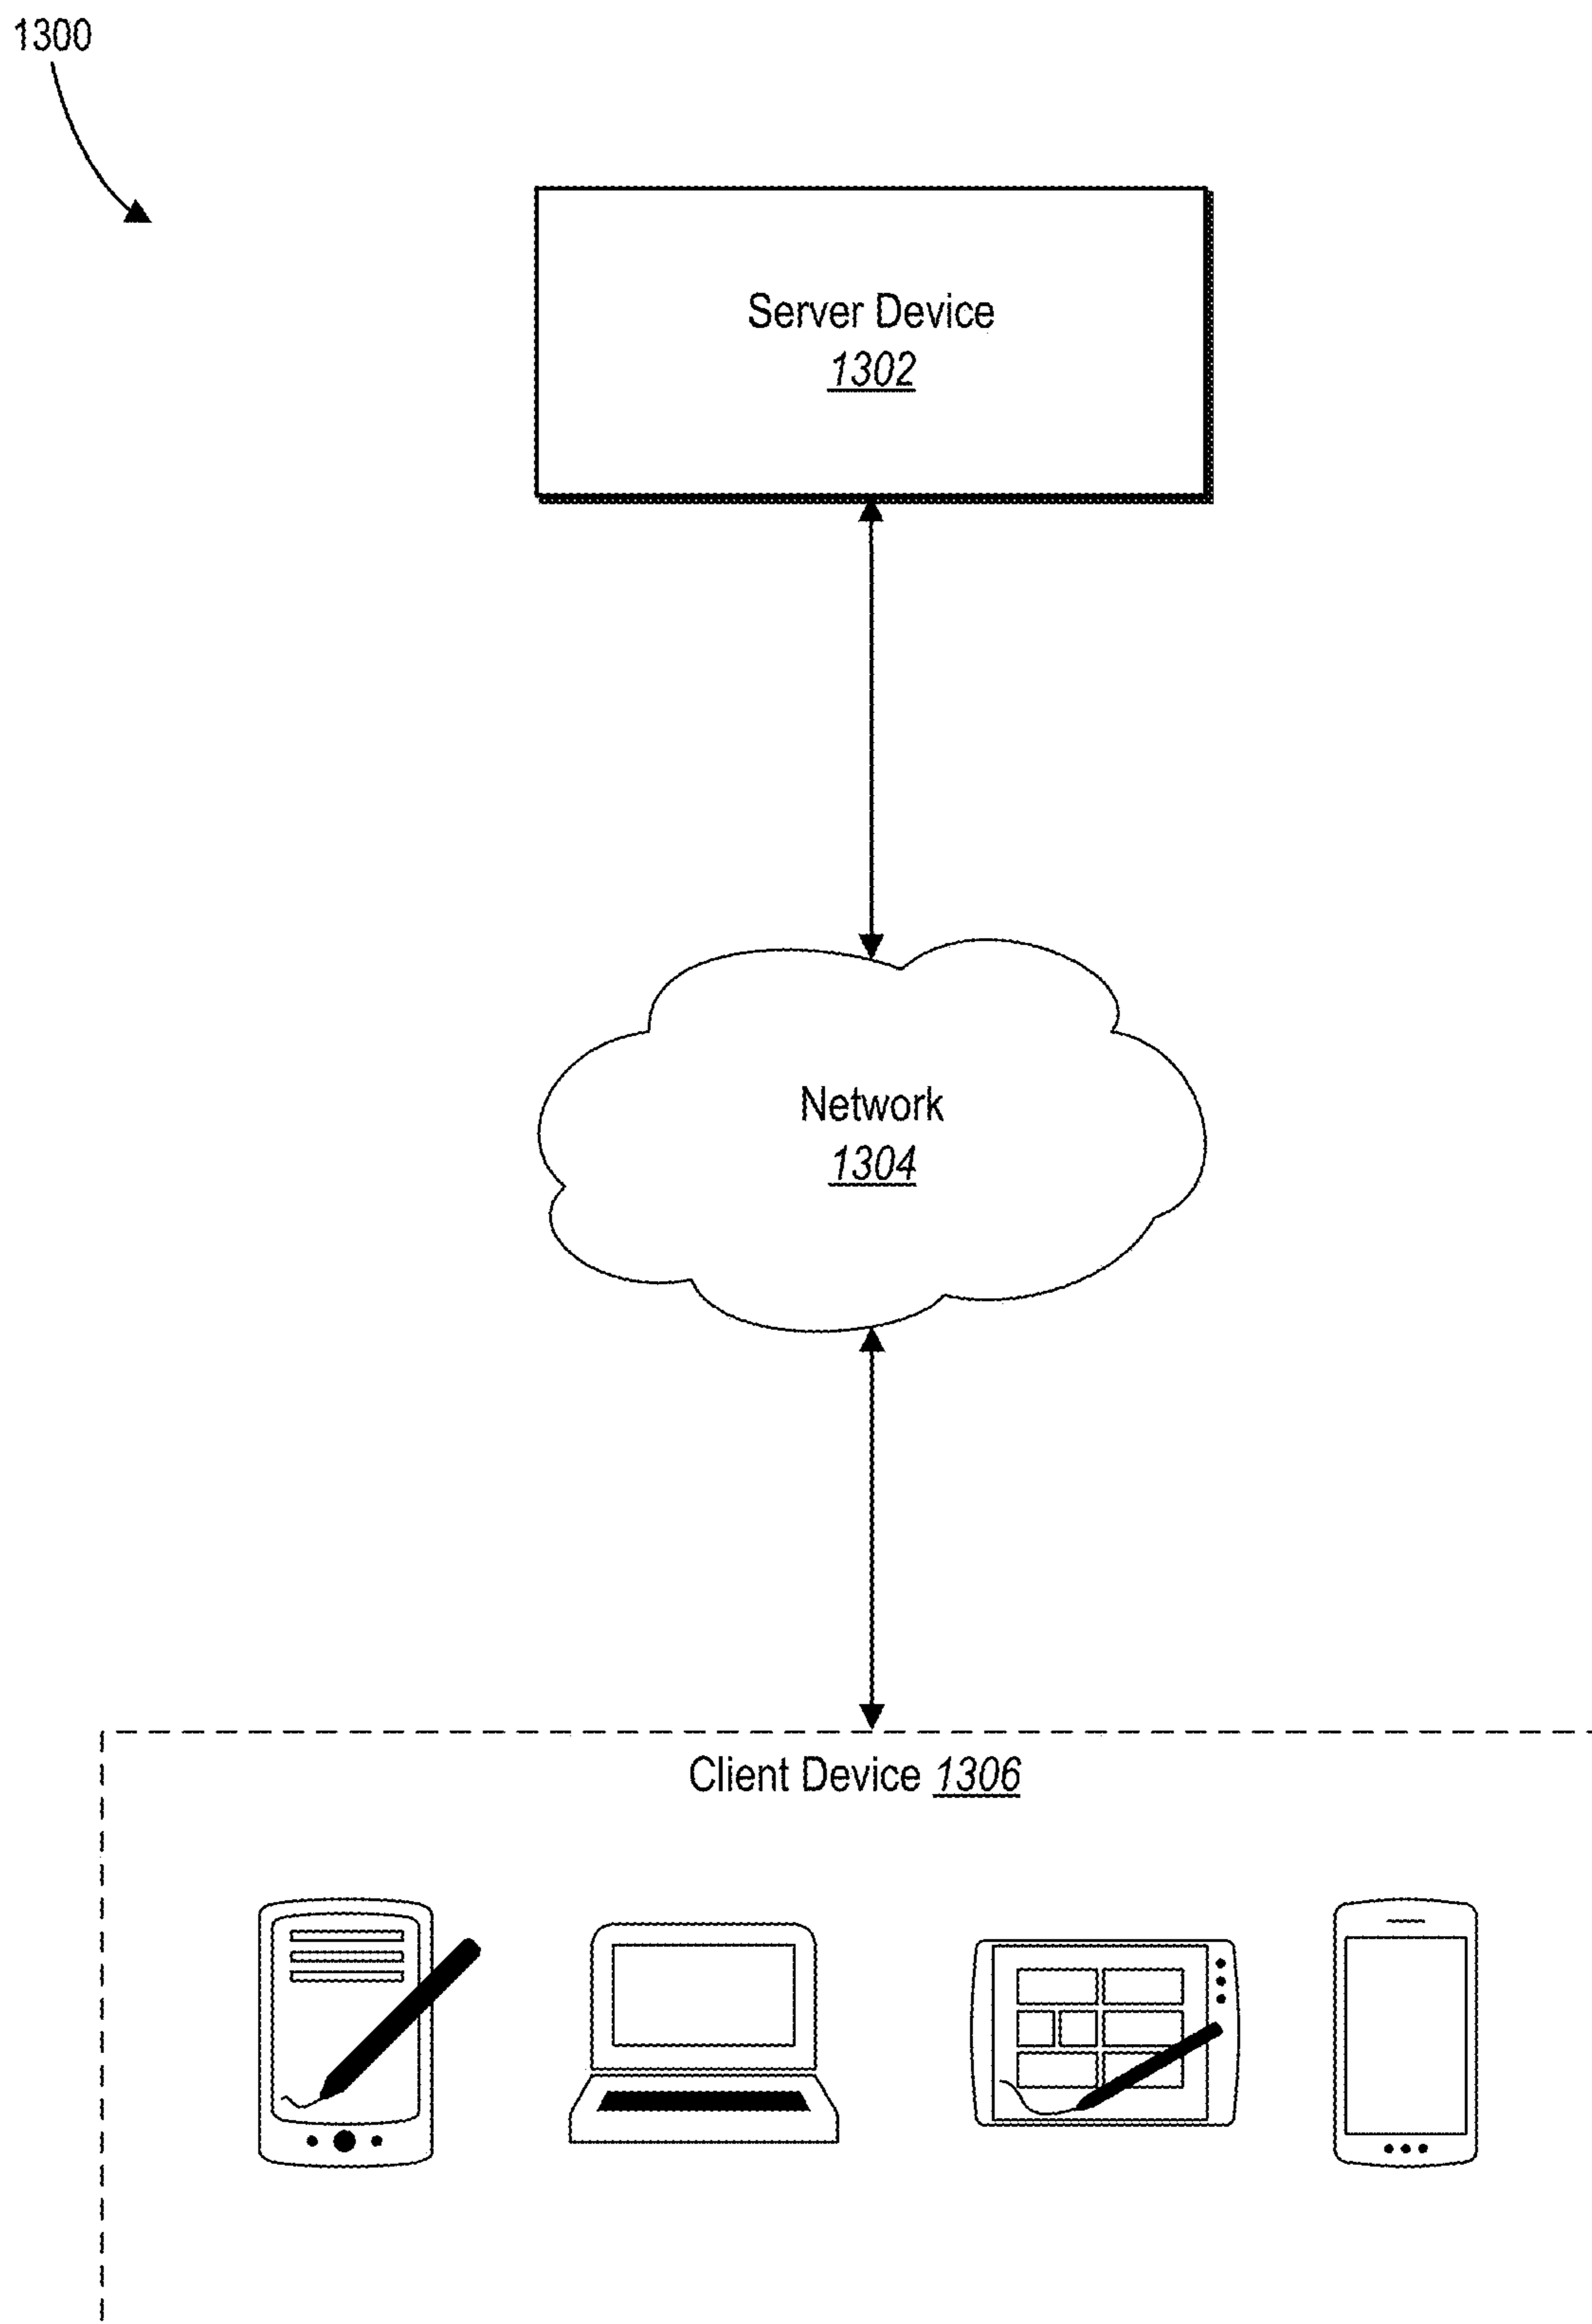 1300
Server Device
1302
Network
1304
Client Device 1306